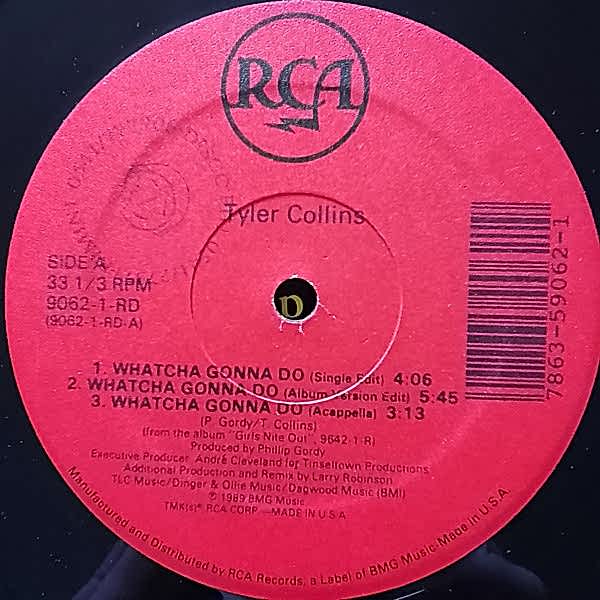 RCA
Tyler Collins
SIDE A
33 1/3 RPM
9062-1-RD
(9062-1-RD-A)
7863-59062-1
1. WHATCHA GONNA DO (Single Edit) 4:06
2. WHATCHA GONNA DO (Album Version Edit) 5:45
3. WHATCHA GONNA DO (Acappella) 3:13
(P. Gordy/T. Collins)
(from the album "Girls Nite Out", 9642-1-R)
Produced by Phillip Gordy
Executive Producer: André Cleveland for Tinseltown Productions
Additional Production and Remix by Larry Robinson
TLC Music/Dinger & Ollie Music/Dagwood Music (BMI)
℗ 1989 BMG Music
TMK(s)® RCA CORP.—MADE IN U.S.A.
Manufactured and Distributed by RCA Records, a Label of BMG Music·Made in U.S.A.